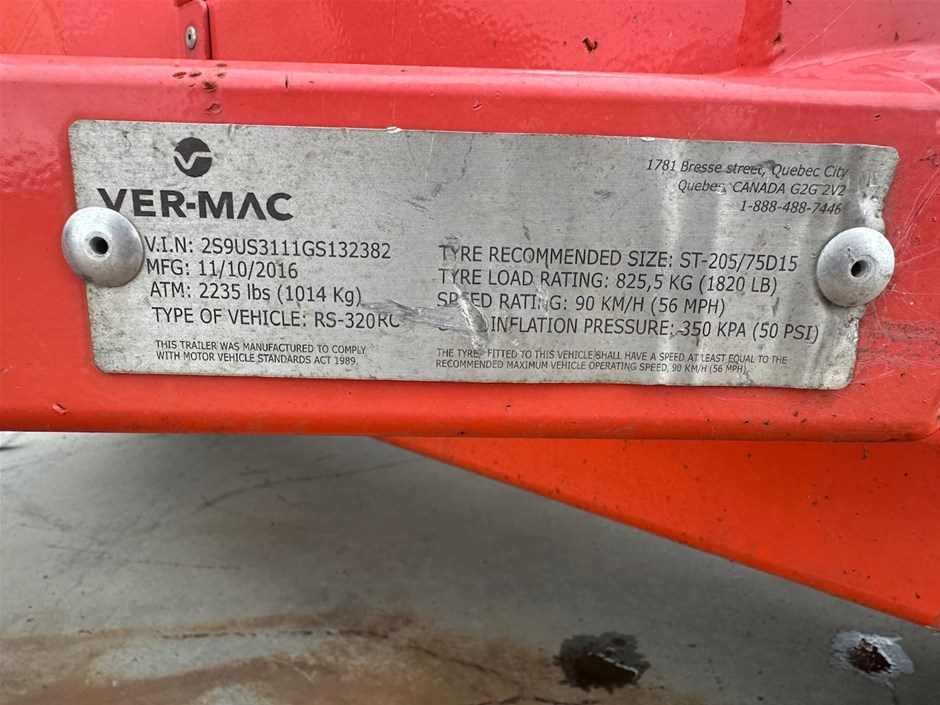 VER-MAC
1781 Bresse street, Quebec City
Quebec, CANADA G2G 2V2
1-888-488-7446
V.I.N: 2S9US3111GS132382
MFG: 11/10/2016
ATM: 2235 lbs (1014 Kg)
TYPE OF VEHICLE: RS-320RC
THIS TRAILER WAS MANUFACTURED TO COMPLY
WITH MOTOR VEHICLE STANDARDS ACT 1989.
TYRE RECOMMENDED SIZE: ST-205/75D15
TYRE LOAD RATING: 825,5 KG (1820 LB)
SPEED RATING: 90 KM/H (56 MPH)
INFLATION PRESSURE: 350 KPA (50 PSI)
THE TYRE FITTED TO THIS VEHICLE SHALL HAVE A SPEED AT LEAST EQUAL TO THE
RECOMMENDED MAXIMUM VEHICLE OPERATING SPEED, 90 KM/H (56 MPH).